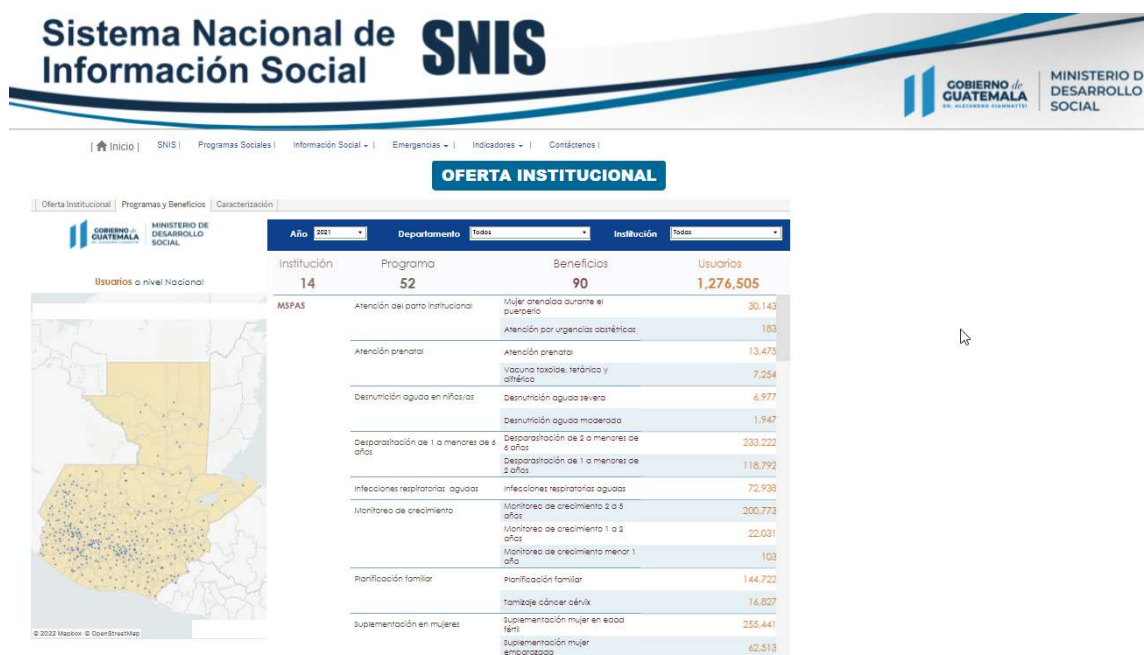 Sistema Nacional de
Información Social
SNIS
GOBIERNO de
GUATEMALA
DR. ALEJANDRO GIAMMATTEI
MINISTERIO D
DESARROLLO
SOCIAL
| Inicio | SNIS | Programas Sociales | Información Social | Emergencias | Indicadores | Contáctenos |
OFERTA INSTITUCIONAL
Oferta Institucional | Programas y Beneficios | Caracterización
GOBIERNO de
GUATEMALA
MINISTERIO DE
DESARROLLO
SOCIAL
Año 2021 Departamento Todos Institución Todas
Usuarios a nivel Nacional
Institución Programa Beneficios Usuarios
14 52 90 1,276,505
MSPAS Atención del parto institucional Mujer atendida durante el puerperio 30,143
Atención por urgencias obstétricas 183
Atención prenatal Atención prenatal 13,475
Vacuna toxoide, tetánico y diftérico 7,254
Desnutrición aguda en niños/as Desnutrición aguda severa 6,977
Desnutrición aguda moderada 1,947
Desparasitación de 1 a menores de 6 años Desparasitación de 2 a menores de 6 años 233,222
Desparasitación de 1 a menores de 2 años 118,792
Infecciones respiratorias agudas Infecciones respiratorias agudas 72,938
Monitoreo de crecimiento Monitoreo de crecimiento 2 a 5 años 200,773
Monitoreo de crecimiento 1 a 2 años 22,031
Monitoreo de crecimiento menor 1 año 103
Planificación familiar Planificación familiar 144,722
Tamizaje cáncer cérvix 16,827
Suplementación en mujeres Suplementación mujer en edad fértil 255,441
Suplementación mujer embarazada 62,513
© 2022 Mapbox © OpenStreetMap